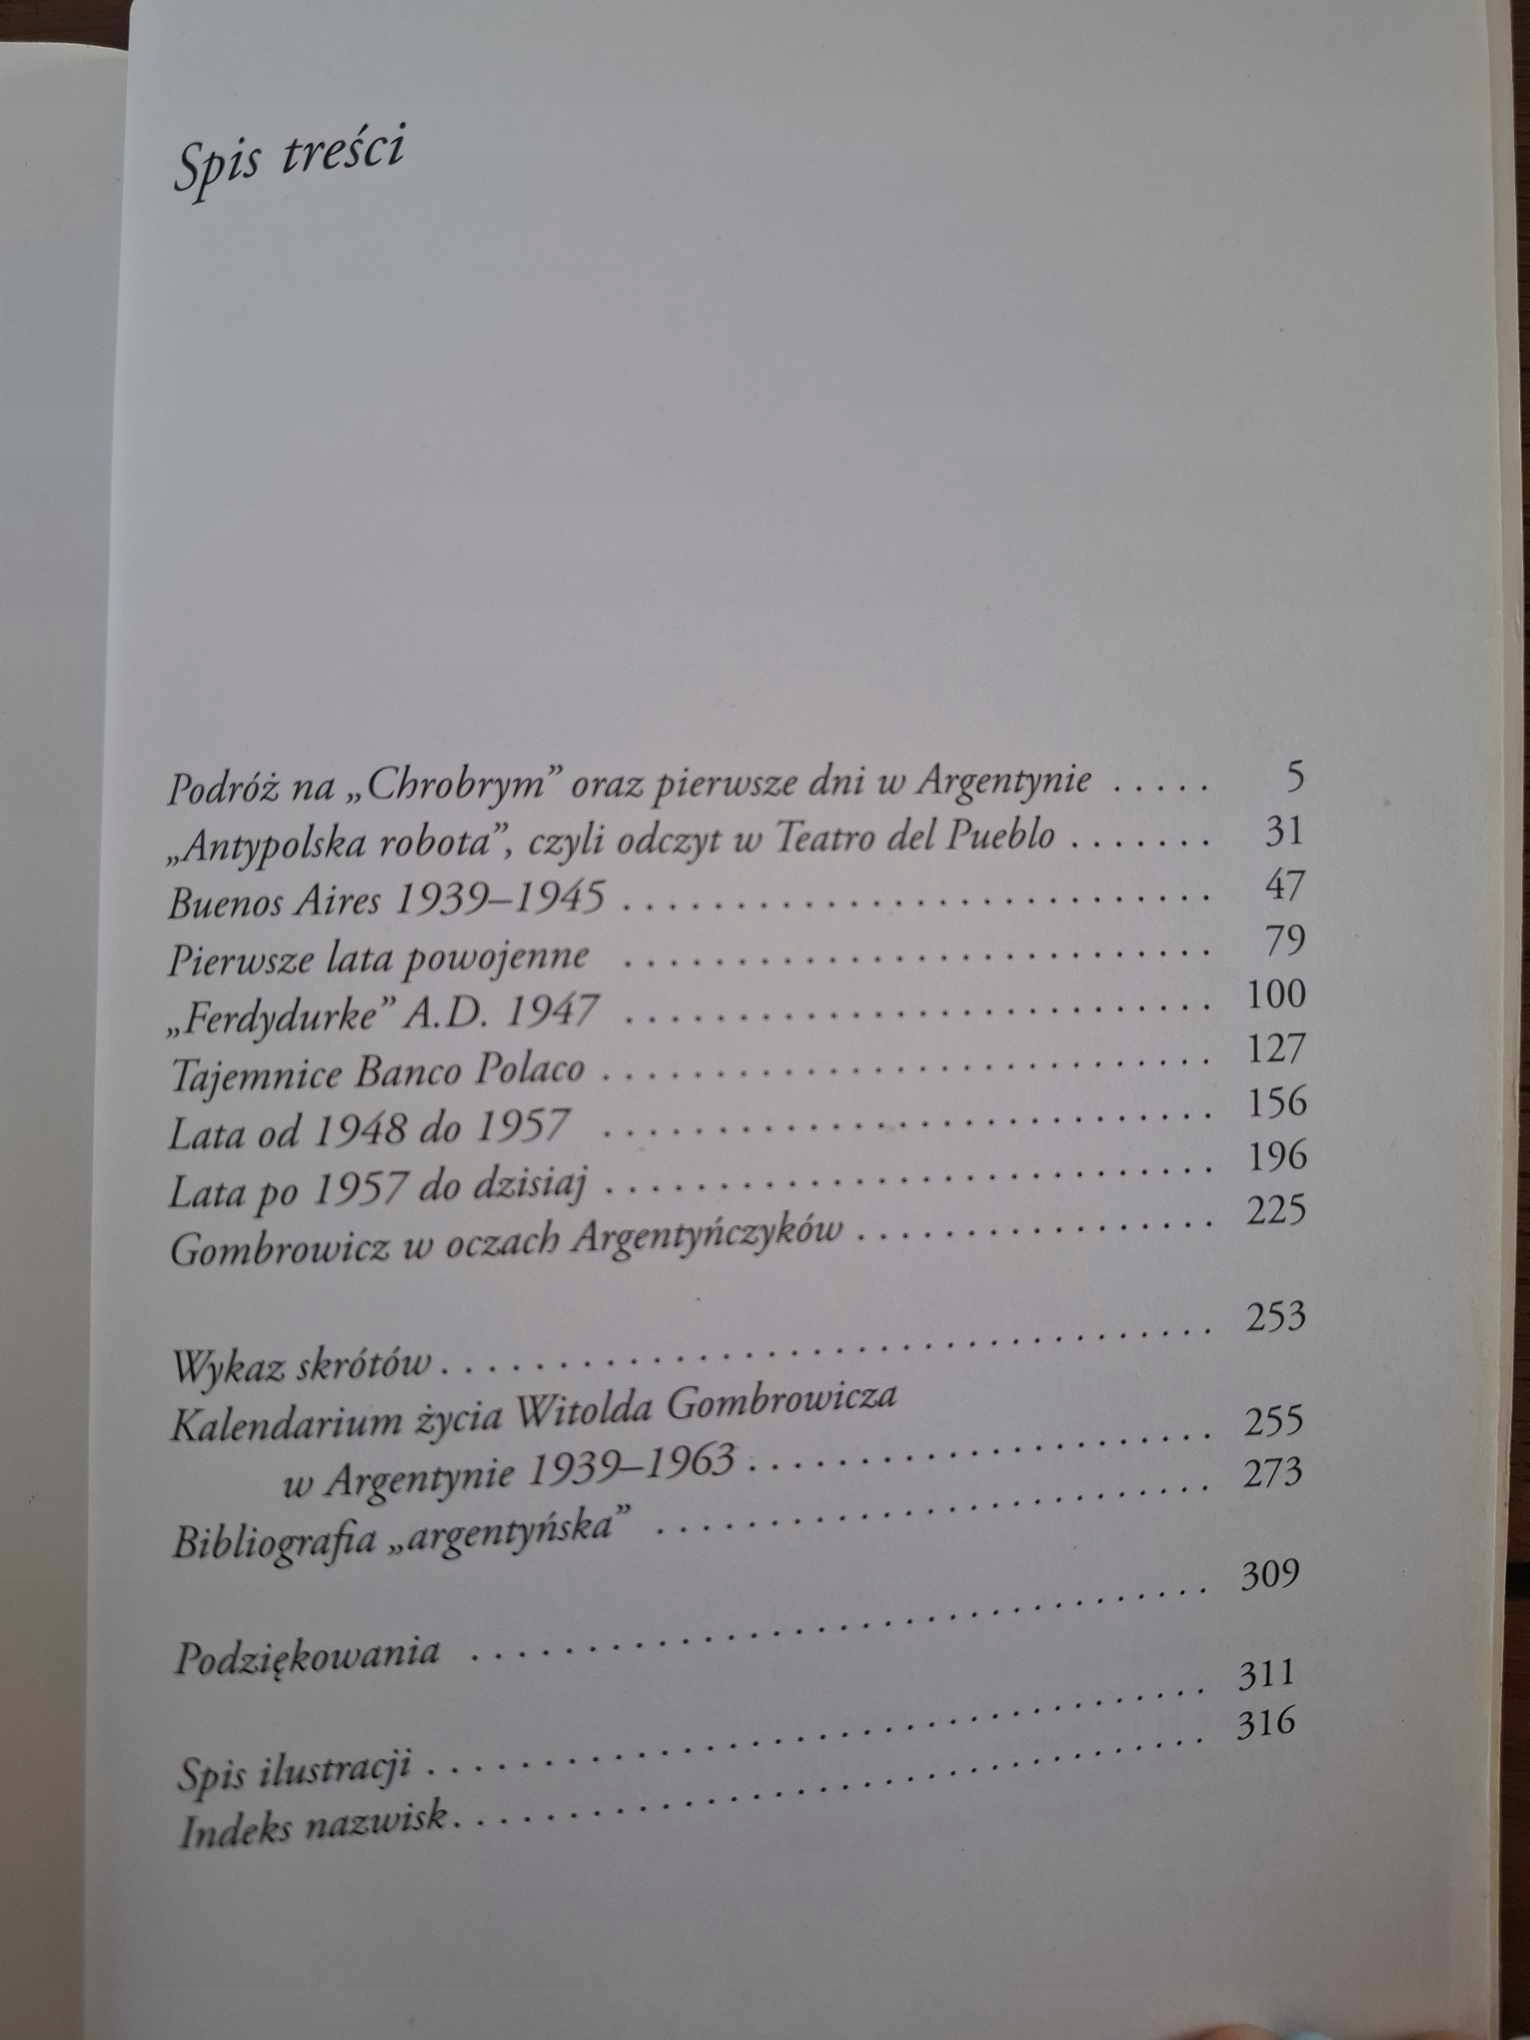 Spis treści
Podróż na „Chrobrym” oraz pierwsze dni w Argentynie ..... 5
„Antypolska robota”, czyli odczyt w Teatro del Pueblo ....... 31
Buenos Aires 1939–1945 .......................... 47
Pierwsze lata powojenne .......................... 79
„Ferdydurke” A.D. 1947 .......................... 100
Tajemnice Banco Polaco ........................... 127
Lata od 1948 do 1957 ........................... 156
Lata po 1957 do dzisiaj ........................... 196
Gombrowicz w oczach Argentyńczyków ................ 225
Wykaz skrótów .................................. 253
Kalendarium życia Witolda Gombrowicza
w Argentynie 1939–1963 ..................... 255
Bibliografia „argentyńska” ......................... 273
Podziękowania ................................. 309
Spis ilustracji ................................... 311
Indeks nazwisk .................................. 316